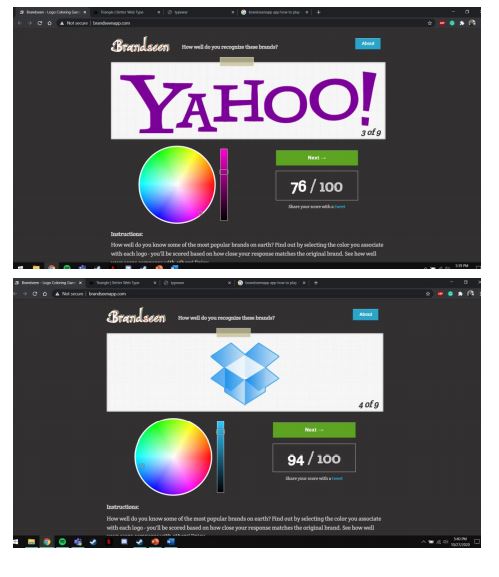 Brandseen - Logo Coloring Gam
Triangle | Better Web Type
typewar
brandseenapp how to play
Not secure | brandseenapp.com
Brandseen
How well do you recognize these brands?
About
YAHOO!
3 of 9
Next →
76 / 100
Share your score with a tweet
Instructions:
How well do you know some of the most popular brands on earth? Find out by selecting the color you associate
with each logo - you'll be scored based on how close your response matches the original brand. See how well
5:39 PM
Brandseen - Logo Coloring Gam
Triangle | Better Web Type
typewar
brandseenapp app how to play
Not secure | brandseenapp.com
Brandseen
How well do you recognize these brands?
About
4 of 9
Next →
94 / 100
Share your score with a tweet
Instructions:
How well do you know some of the most popular brands on earth? Find out by selecting the color you associate
with each logo - you'll be scored based on how close your response matches the original brand. See how well
5:40 PM
10/27/2020